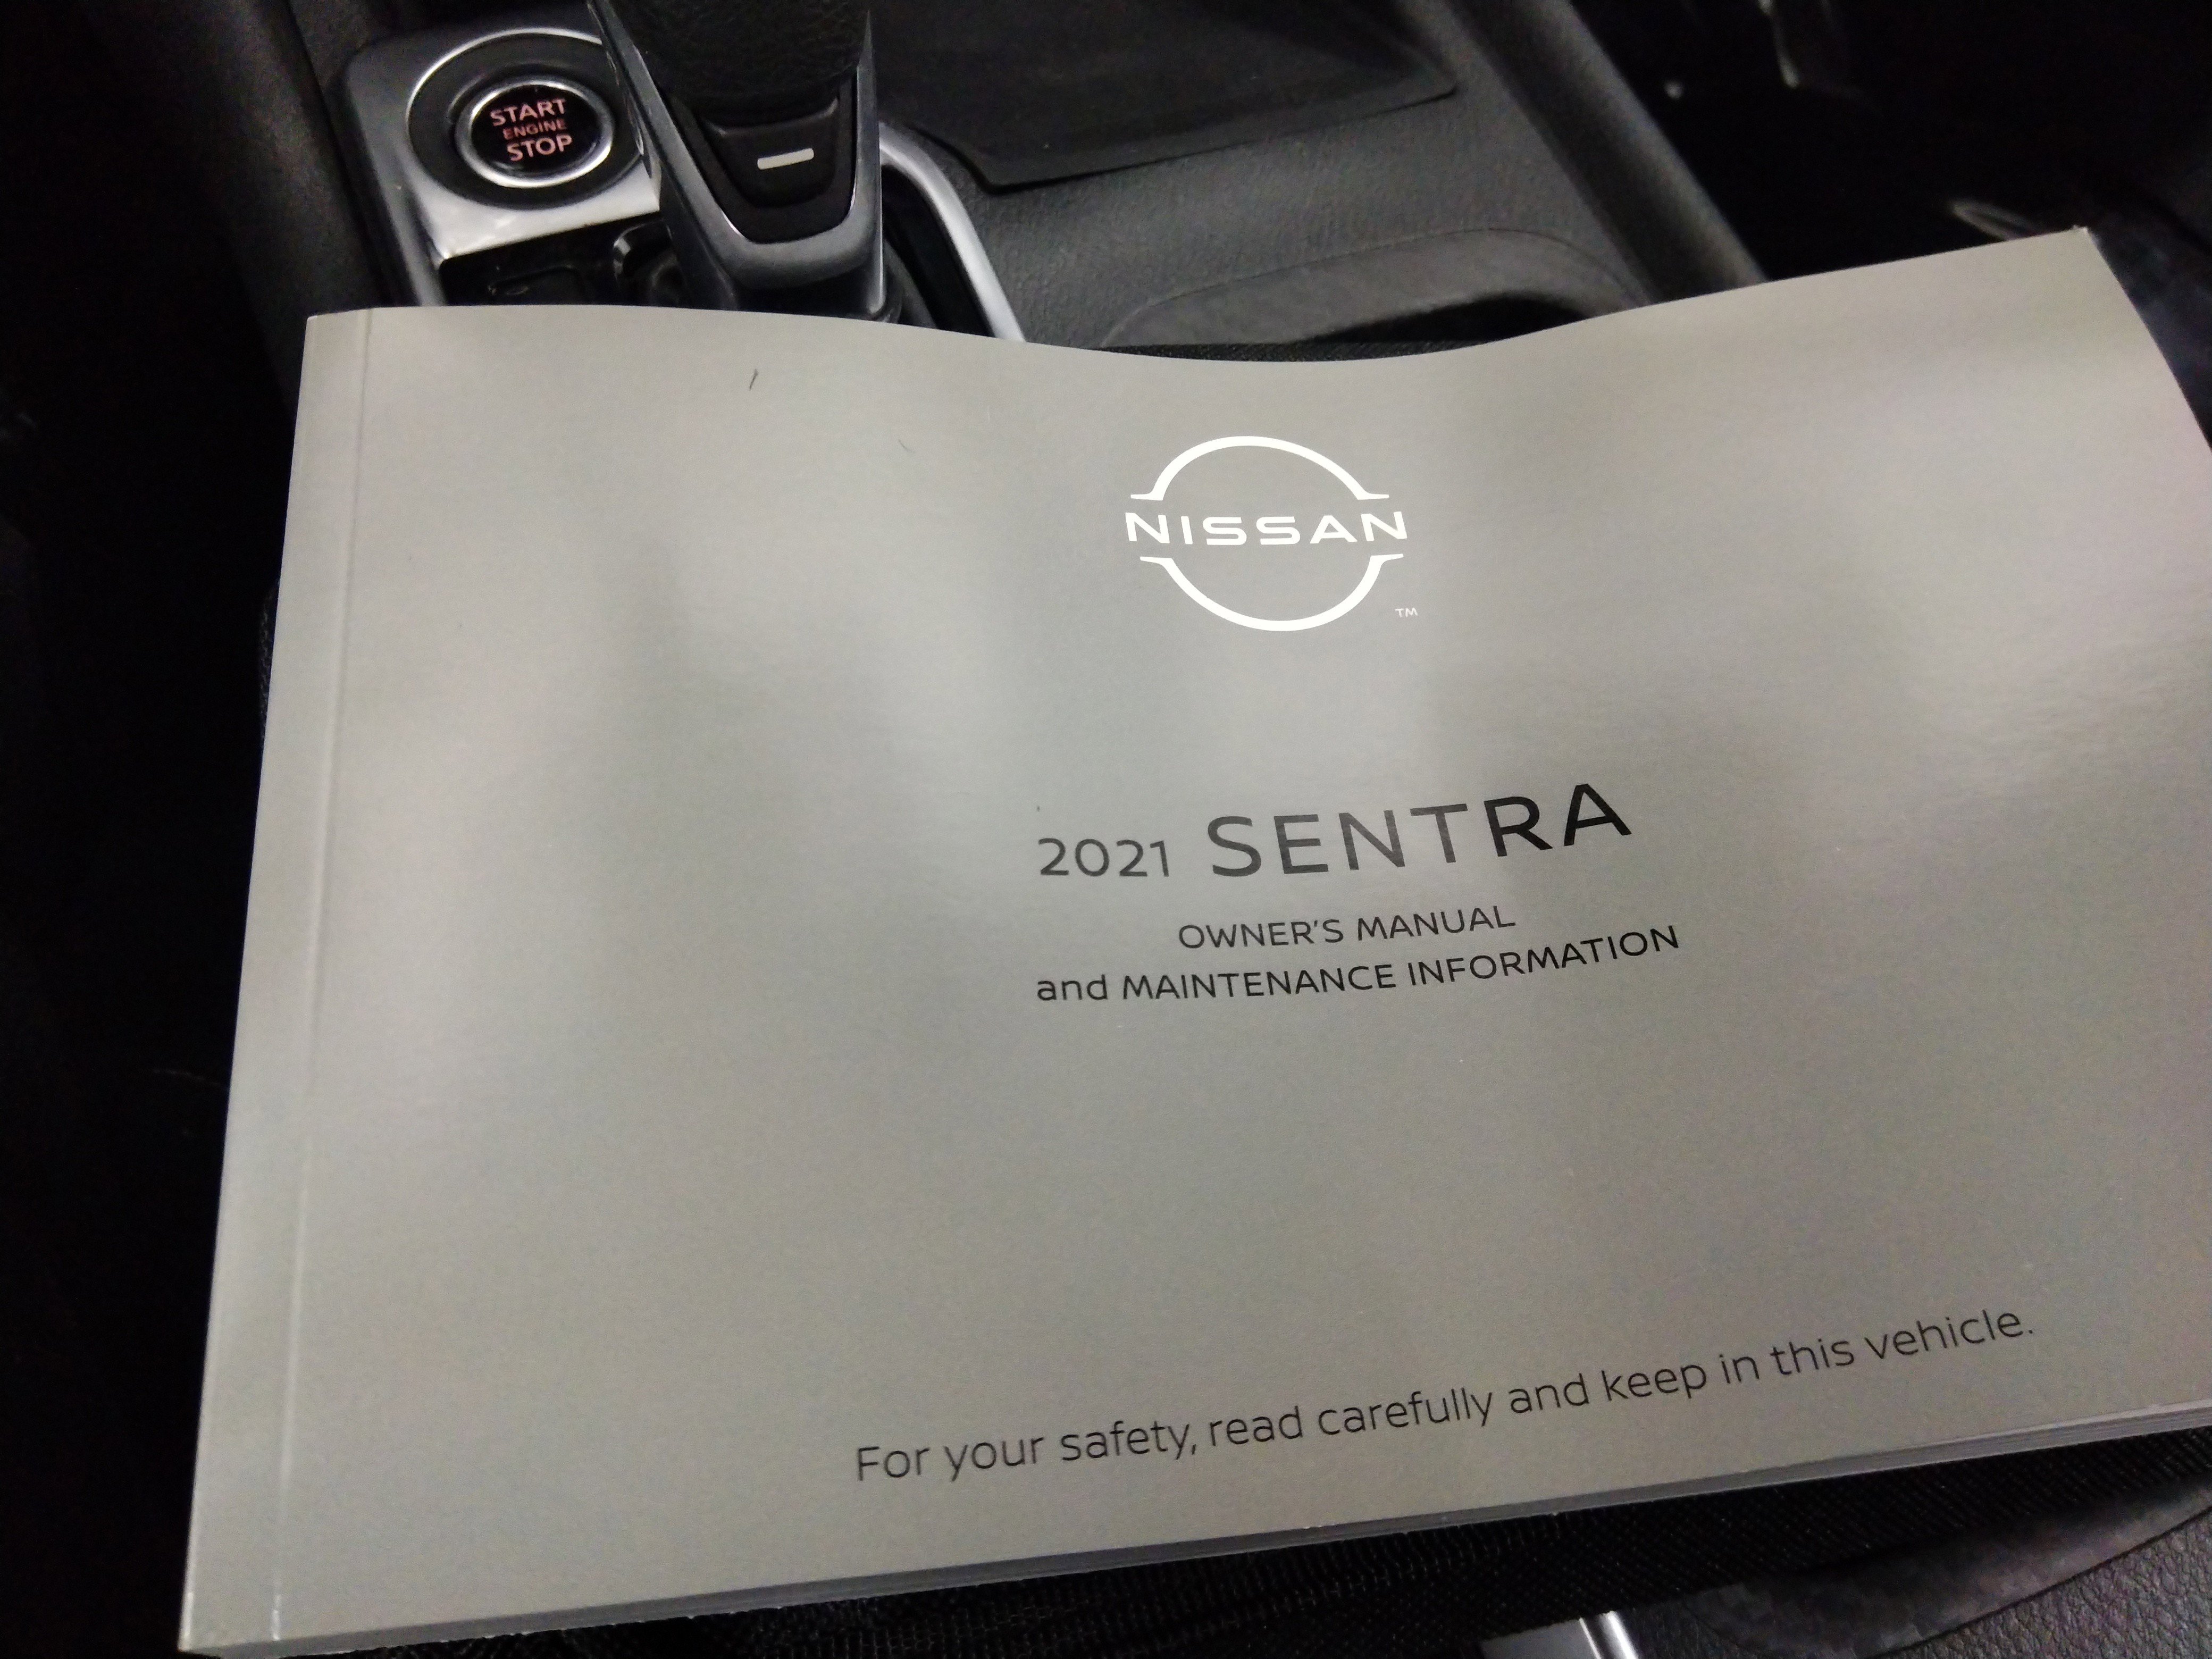 START
ENGINE
STOP
NISSAN
TM
2021 SENTRA
OWNER'S MANUAL
and MAINTENANCE INFORMATION
For your safety, read carefully and keep in this vehicle.